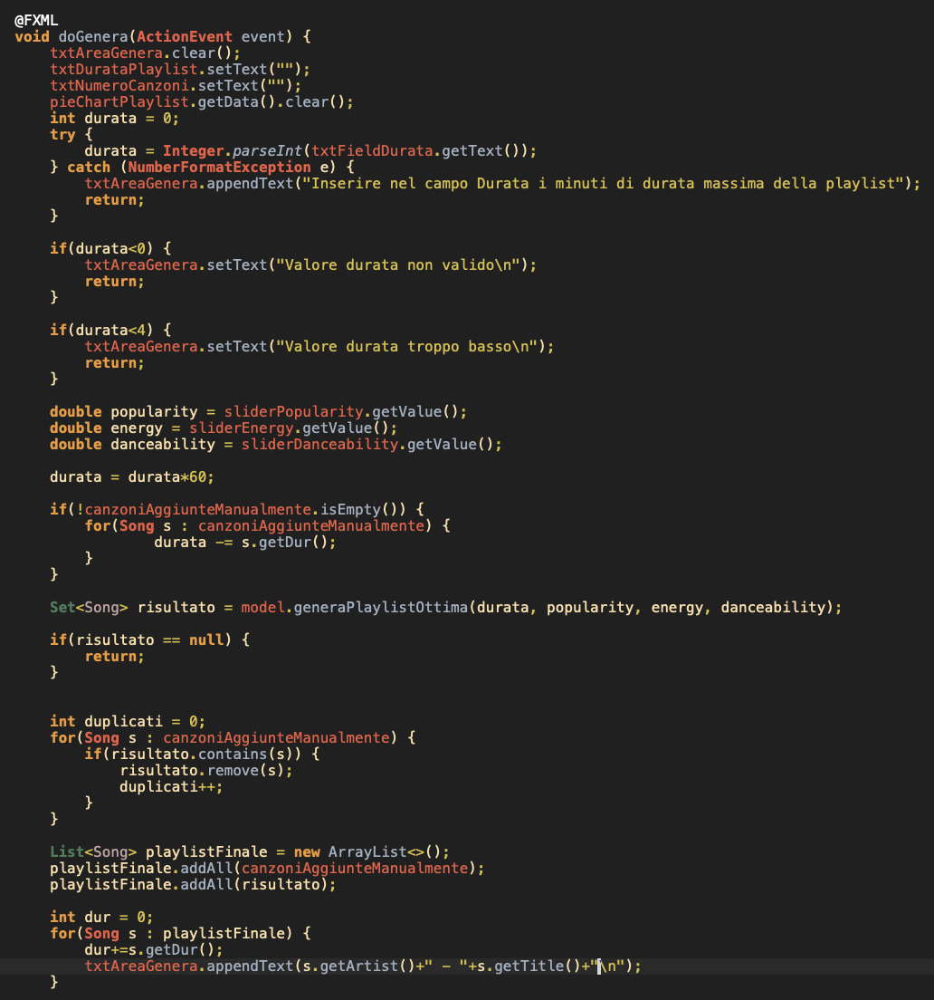 @FXML
void doGenera(ActionEvent event) {
    txtAreaGenera.clear();
    txtDurataPlaylist.setText("");
    txtNumeroCanzoni.setText("");
    pieChartPlaylist.getData().clear();
    int durata = 0;
    try {
        durata = Integer.parseInt(txtFieldDurata.getText());
    } catch (NumberFormatException e) {
        txtAreaGenera.appendText("Inserire nel campo Durata i minuti di durata massima della playlist");
        return;
    }

    if(durata<0) {
        txtAreaGenera.setText("Valore durata non valido\n");
        return;
    }

    if(durata<4) {
        txtAreaGenera.setText("Valore durata troppo basso\n");
        return;
    }

    double popularity = sliderPopularity.getValue();
    double energy = sliderEnergy.getValue();
    double danceability = sliderDanceability.getValue();

    durata = durata*60;

    if(!canzoniAggiunteManualmente.isEmpty()) {
        for(Song s : canzoniAggiunteManualmente) {
                durata -= s.getDur();
        }
    }

    Set<Song> risultato = model.generaPlaylistOttima(durata, popularity, energy, danceability);

    if(risultato == null) {
        return;
    }


    int duplicati = 0;
    for(Song s : canzoniAggiunteManualmente) {
        if(risultato.contains(s)) {
            risultato.remove(s);
            duplicati++;
        }
    }

    List<Song> playlistFinale = new ArrayList<>();
    playlistFinale.addAll(canzoniAggiunteManualmente);
    playlistFinale.addAll(risultato);

    int dur = 0;
    for(Song s : playlistFinale) {
        dur+=s.getDur();
        txtAreaGenera.appendText(s.getArtist()+" - "+s.getTitle()+"\n");
    }